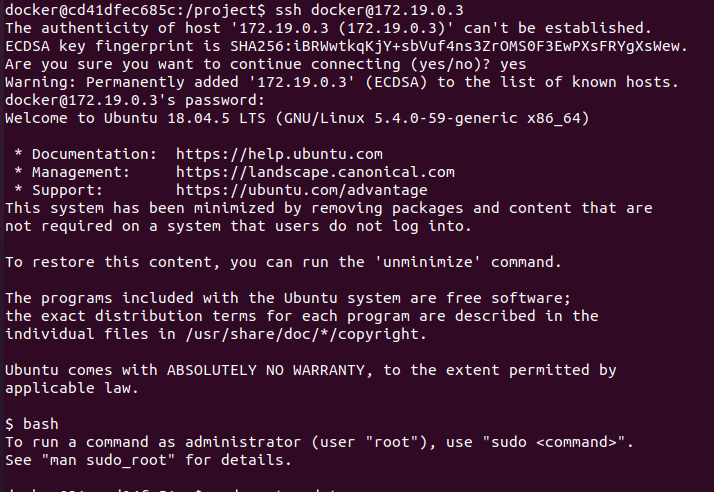 docker@cd41dfec685c:/project$ ssh docker@172.19.0.3
The authenticity of host '172.19.0.3 (172.19.0.3)' can't be established.
ECDSA key fingerprint is SHA256:iBRWwtkqKjY+sbVuf4ns3ZrOMS0F3EwPXsFRYgXsWew.
Are you sure you want to continue connecting (yes/no)? yes
Warning: Permanently added '172.19.0.3' (ECDSA) to the list of known hosts.
docker@172.19.0.3's password:
Welcome to Ubuntu 18.04.5 LTS (GNU/Linux 5.4.0-59-generic x86_64)
* Documentation: https://help.ubuntu.com
* Management: https://landscape.canonical.com
* Support: https://ubuntu.com/advantage
This system has been minimized by removing packages and content that are
not required on a system that users do not log into.
To restore this content, you can run the 'unminimize' command.
The programs included with the Ubuntu system are free software;
the exact distribution terms for each program are described in the
individual files in /usr/share/doc/*/copyright.
Ubuntu comes with ABSOLUTELY NO WARRANTY, to the extent permitted by
applicable law.
$ bash
To run a command as administrator (user "root"), use "sudo <command>".
See "man sudo_root" for details.